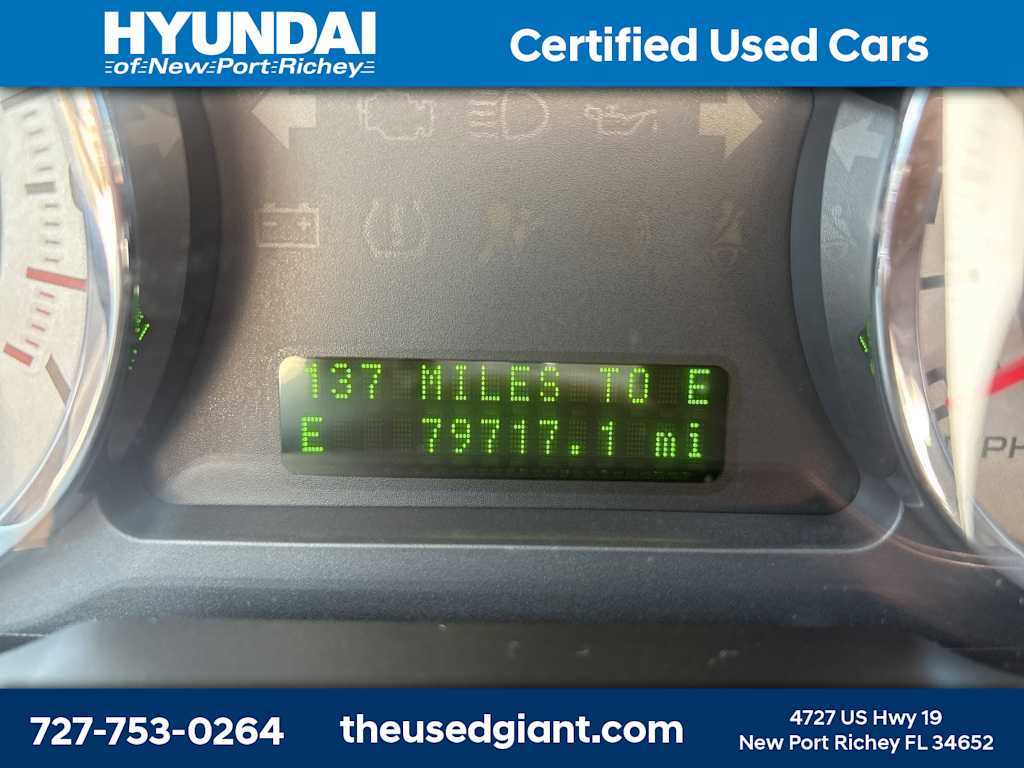 HYUNDAI
of New Port Richey
Certified Used Cars
137 MILES TO E
E 79717.1 mi
PH
727-753-0264
theusedgiant.com
4727 US Hwy 19
New Port Richey FL 34652